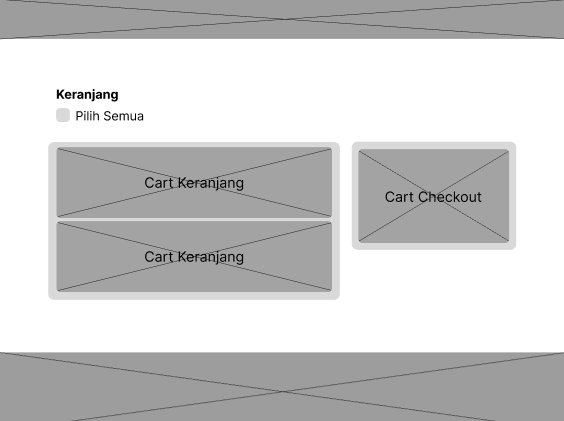 Keranjang
Pilih Semua
Cart Keranjang
Cart Keranjang
Cart Checkout